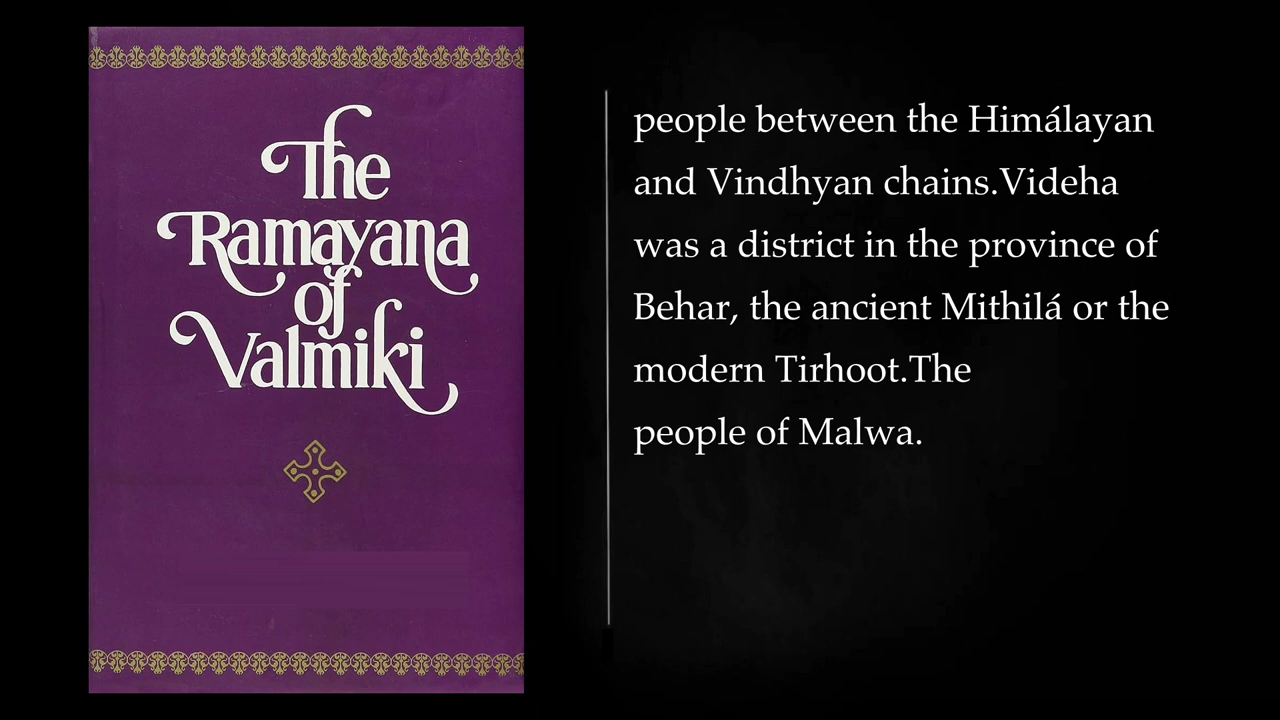 The
Ramayana
of
Valmiki
people between the Himálayan
and Vindhyan chains.Videha
was a district in the province of
Behar, the ancient Mithilá or the
modern Tirhoot.The
people of Malwa.